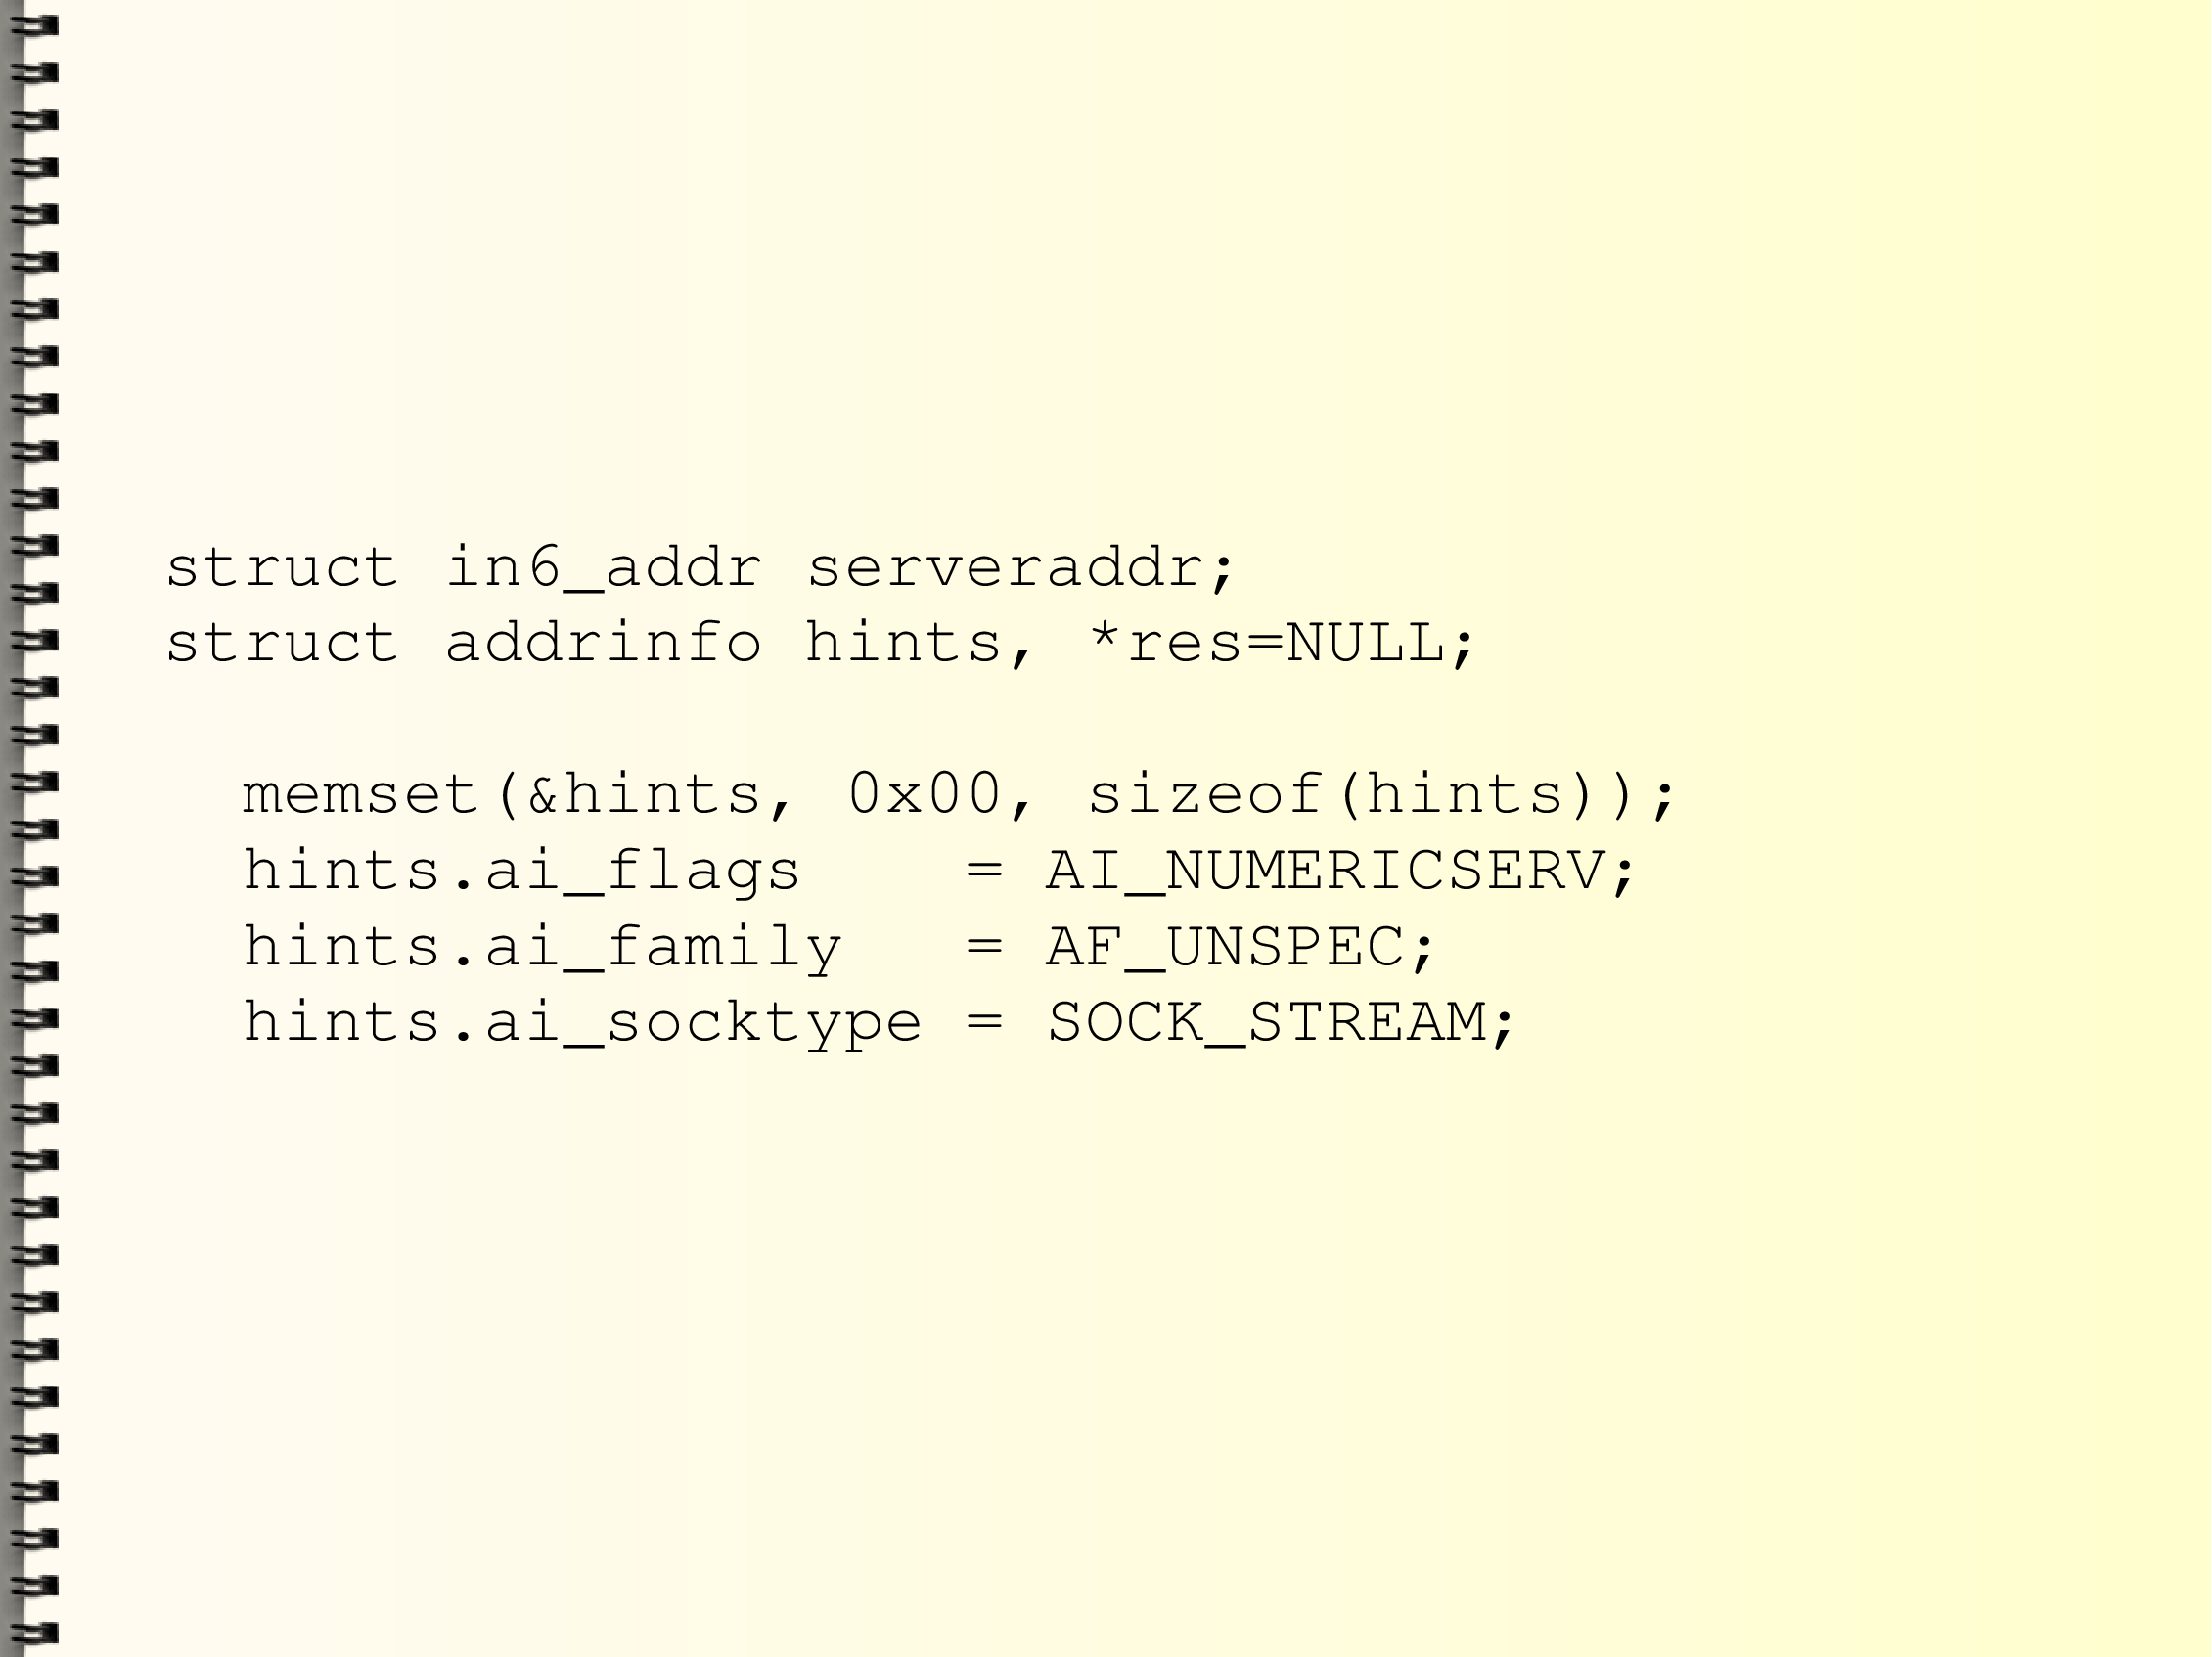 struct in6_addr serveraddr;
struct addrinfo hints, *res=NULL;
memset(&hints, 0x00, sizeof(hints));
hints.ai_flags    = AI_NUMERICSERV;
hints.ai_family   = AF_UNSPEC;
hints.ai_socktype = SOCK_STREAM;